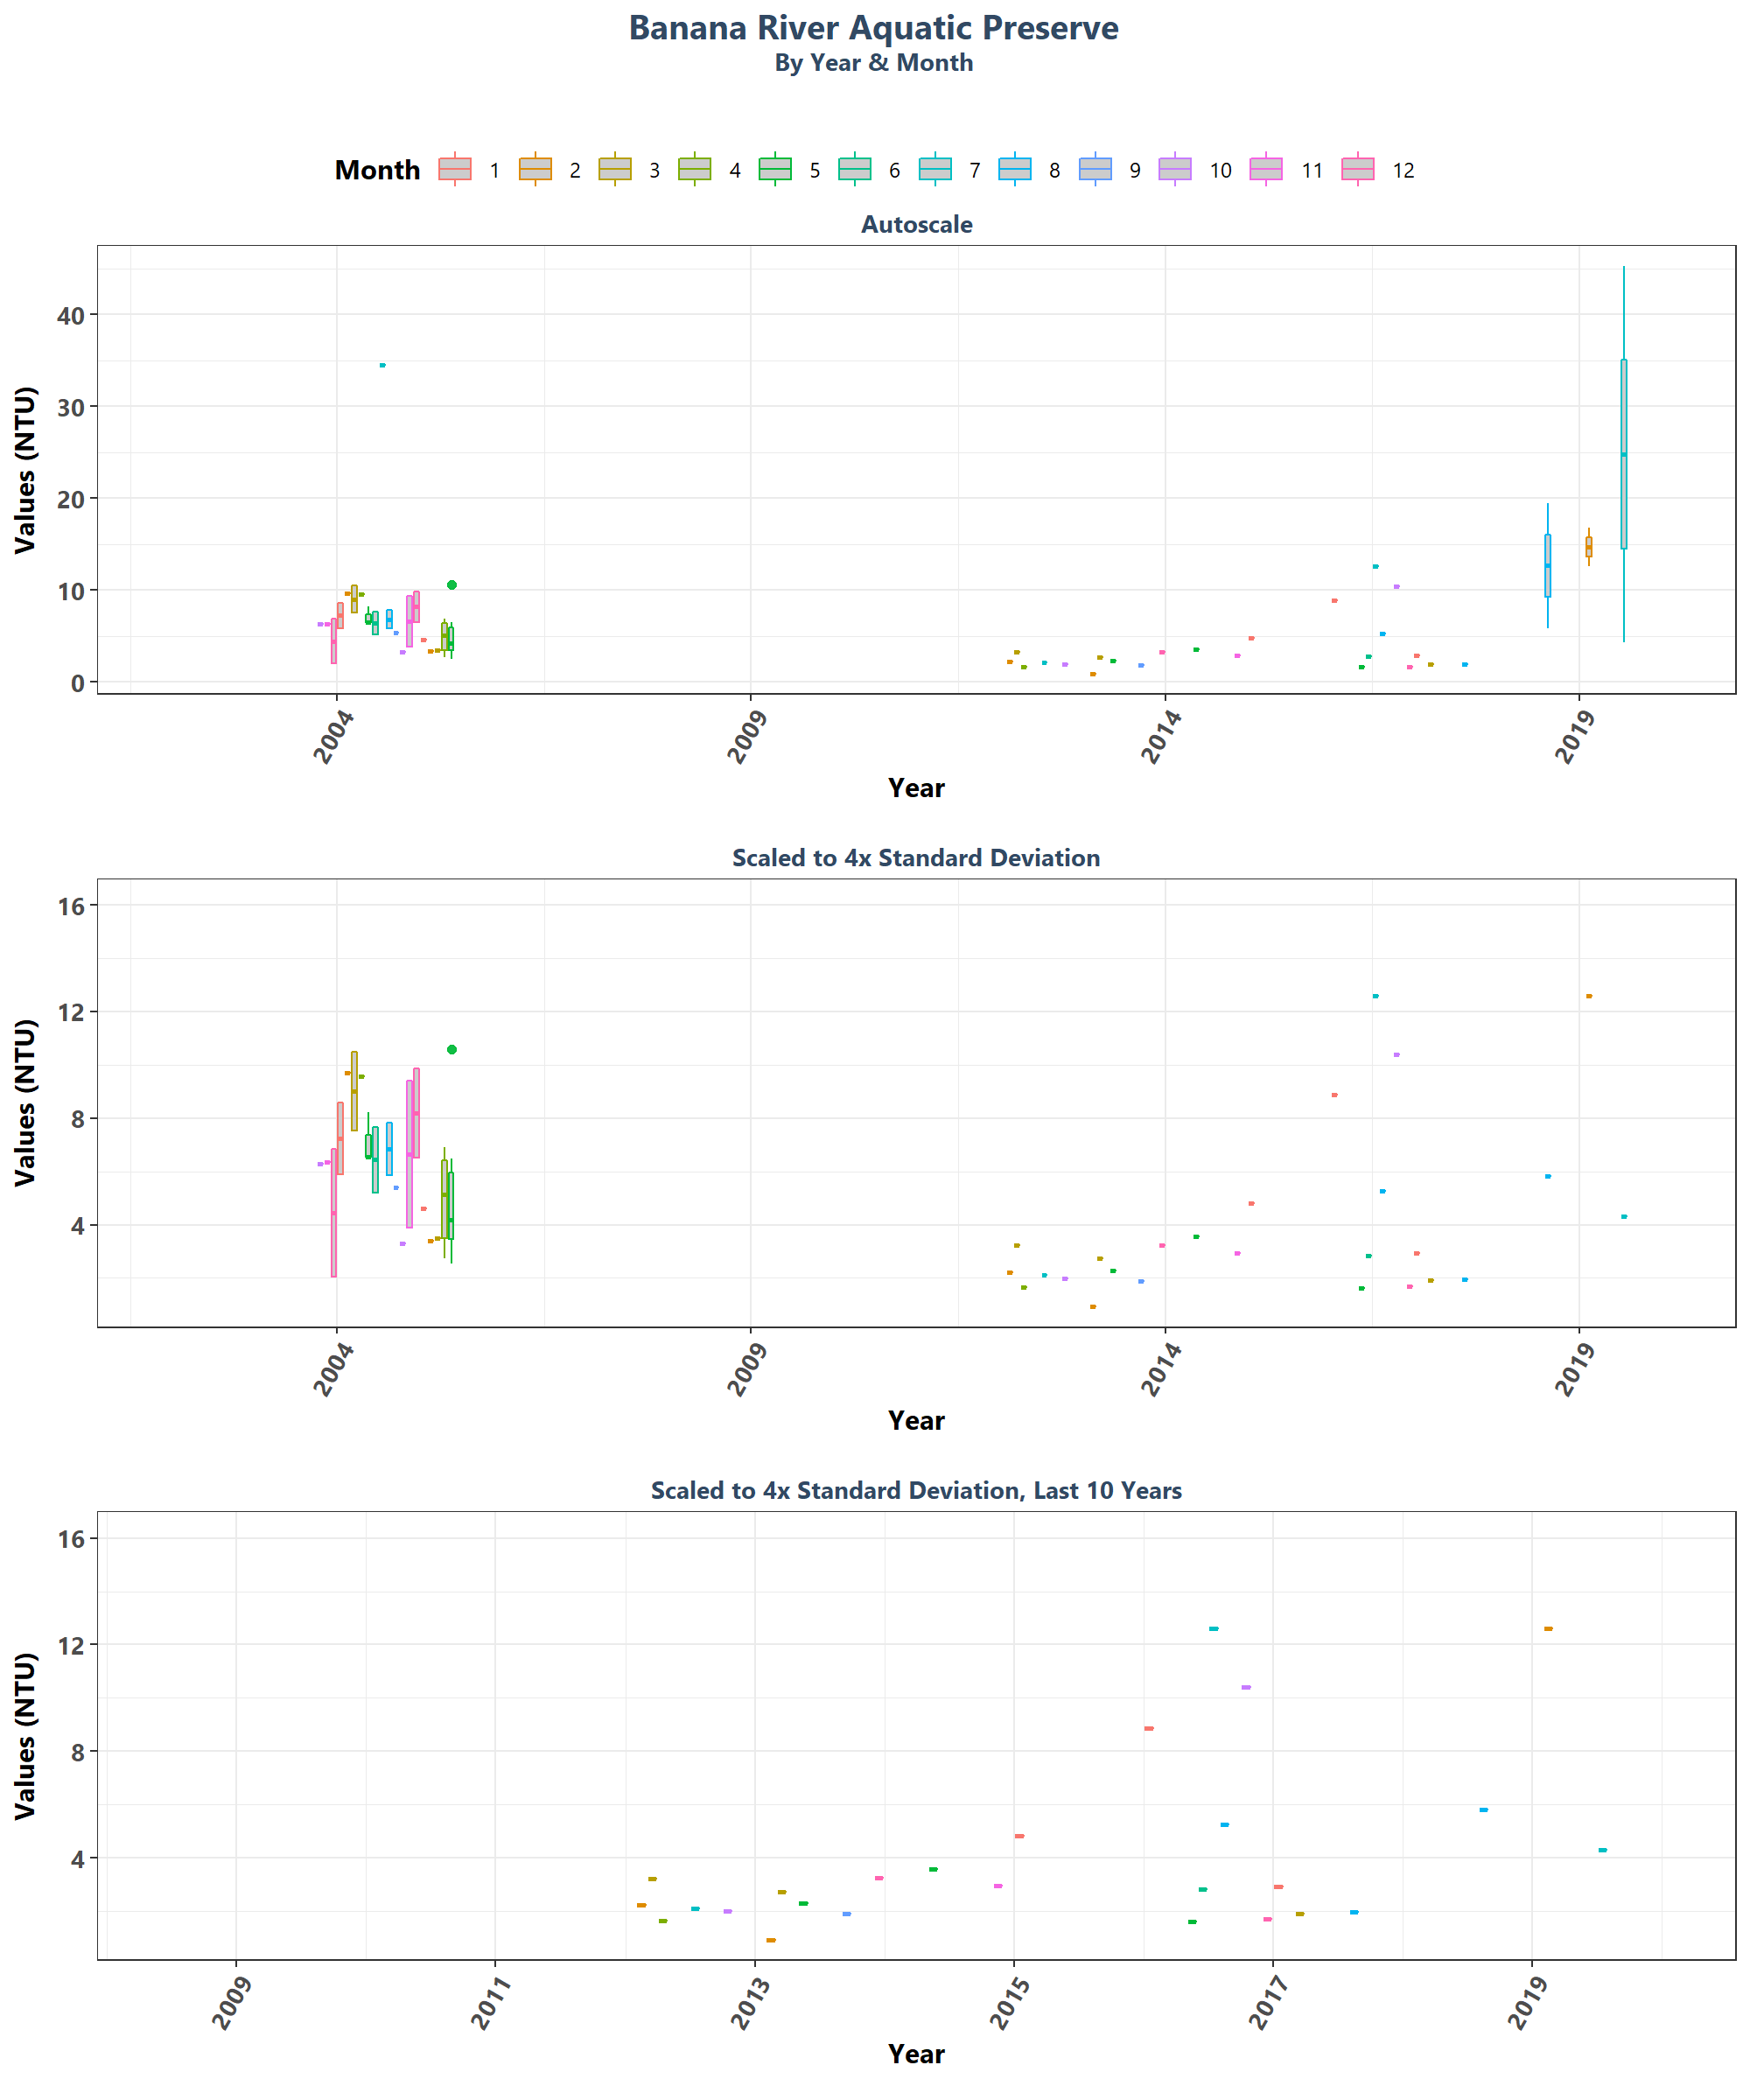 Banana River Aquatic Preserve
By Year & Month
Month 1 2 3 4 5 6 7 8 9 10 11 12
Autoscale
Values (NTU)
40
30
20
10
0
2004 2009 2014 2019
Year
Scaled to 4x Standard Deviation
Values (NTU)
16
12
8
4
2004 2009 2014 2019
Year
Scaled to 4x Standard Deviation, Last 10 Years
Values (NTU)
16
12
8
4
2009 2011 2013 2015 2017 2019
Year